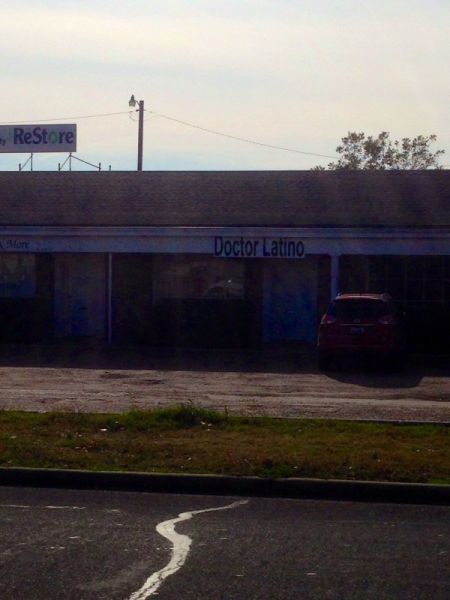 ReStore
& More
Doctor Latino